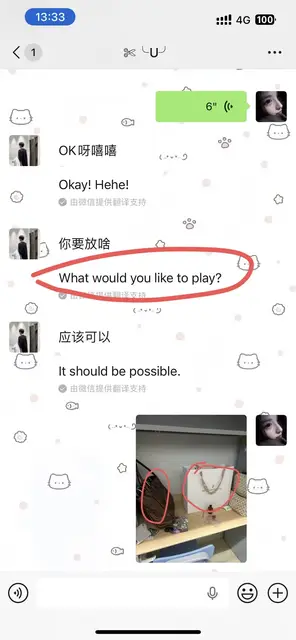 13:33
4G 100
1
✂ ╰U╯
6"
OK呀嘻嘻
Okay! Hehe!
由微信提供翻译支持
你要放啥
What would you like to play?
由微信提供翻译支持
应该可以
It should be possible.
由微信提供翻译支持